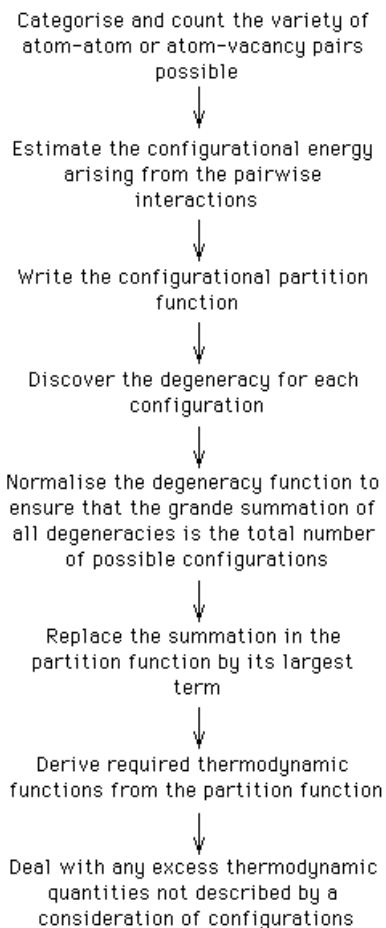 Categorise and count the variety of
atom-atom or atom-vacancy pairs
possible
Estimate the configurational energy
arising from the pairwise
interactions
Write the configurational partition
function
Discover the degeneracy for each
configuration
Normalise the degeneracy function to
ensure that the grande summation of
all degeneracies is the total number
of possible configurations
Replace the summation in the
partition function by its largest
term
Derive required thermodynamic
functions from the partition function
Deal with any excess thermodynamic
quantities not described by a
consideration of configurations